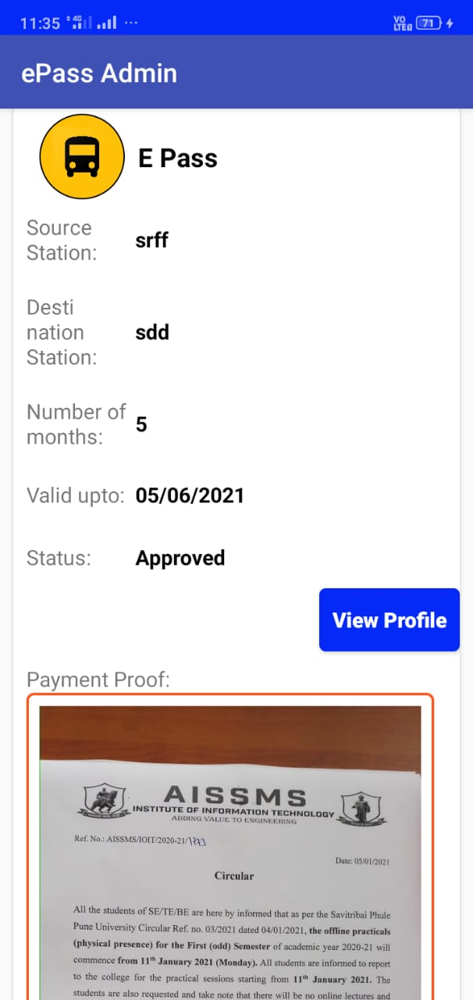 11:35 4G ... VO LTE 71
ePass Admin
E Pass
Source
Station:
srff
Desti
nation
Station:
sdd
Number of
months:
5
Valid upto: 05/06/2021
Status: Approved
View Profile
Payment Proof:
AISSMS
INSTITUTE OF INFORMATION TECHNOLOGY
ADDING VALUE TO ENGINEERING
Ref. No.: AISSMS/IOIT/2020-21/1273
Date: 05/01/2021
Circular
All the students of SE/TE/BE are here by informed that as per the Savitribai Phule
Pune University Circular Ref. no. 03/2021 dated 04/01/2021, the offline practicals
(physical presence) for the First (odd) Semester of academic year 2020-21 will
commence from 11th January 2021 (Monday). All students are informed to report
to the college for the practical sessions starting from 11th January 2021. The
students are also requested and take note that there will be no online lectures and